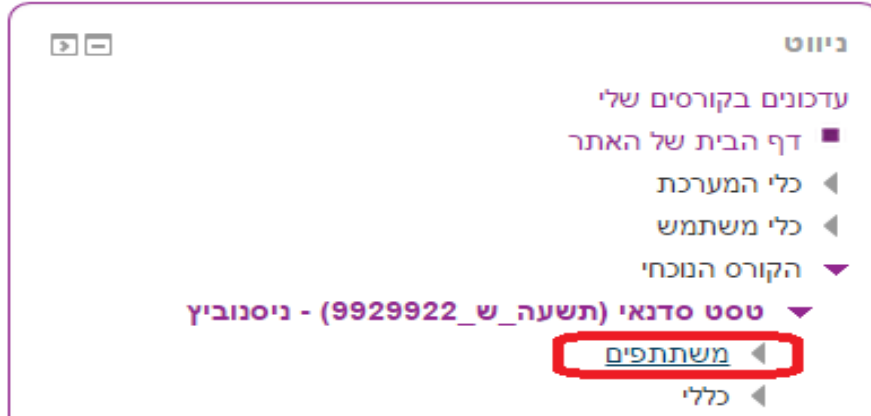 ניווט
עדכונים בקורסים שלי
דף הבית של האתר
כלי המערכת
כלי משתמש
הקורס הנוכחי
טסט סדנאי (תשעה_ש_9929922) - ניסנוביץ
משתתפים
כללי